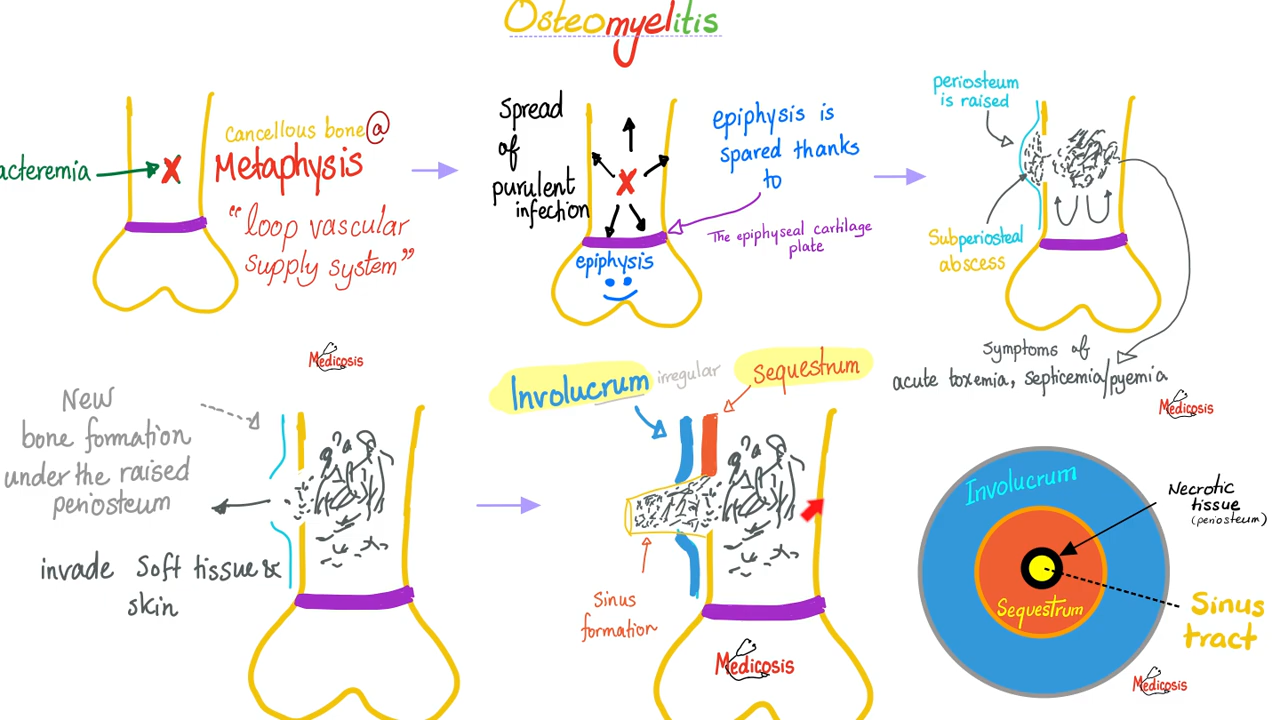 Osteomyelitis
acteremia
X
Cancellous bone @
Metaphysis
"loop vascular
supply system"
Spread
of
purulent
infection
X
epiphysis
epiphysis is
spared thanks
to
The epiphyseal cartilage
plate
periosteum
is raised
Subperiosteal
abscess
Symptoms of
acute toxemia, Septicemia/pyemia
Medicosis
Medicosis
New
bone formation
under the raised
periosteum
invade Soft tissue &
skin
Involucrum
irregular
sequestrum
Sinus
formation
Medicosis
Involucrum
Sequestrum
Necrotic
tissue
(periosteum)
Sinus
tract
Medicosis